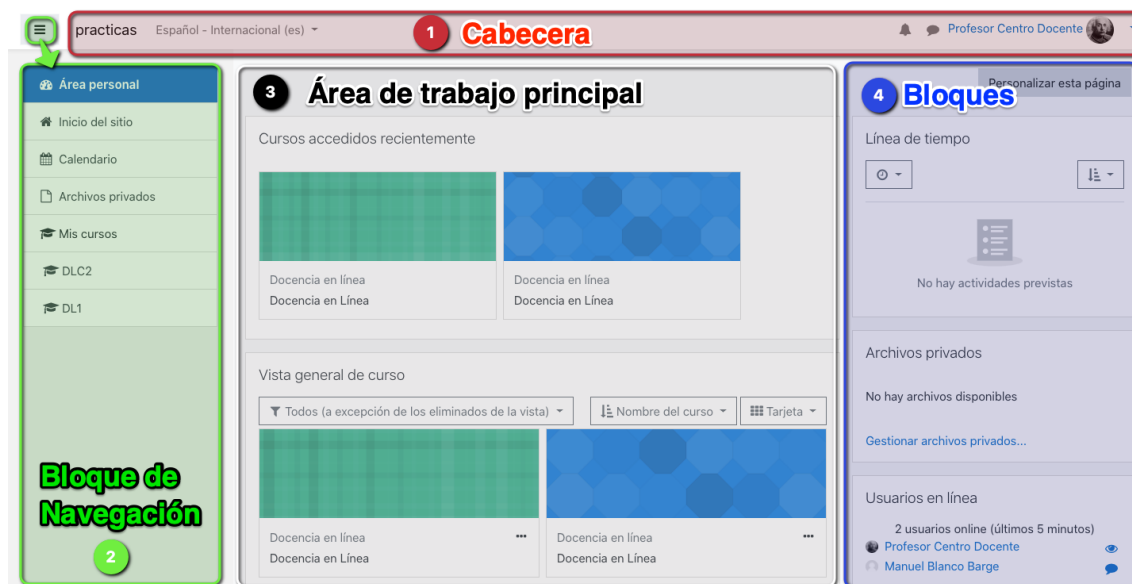 practicas Español - Internacional (es)
1 Cabecera
Profesor Centro Docente
Área personal
Inicio del sitio
Calendario
Archivos privados
Mis cursos
DLC2
DL1
Bloque de
Navegación
2
3 Área de trabajo principal
Cursos accedidos recientemente
Docencia en línea
Docencia en Línea
Docencia en línea
Docencia en Línea
Vista general de curso
Todos (a excepción de los eliminados de la vista) Nombre del curso Tarjeta
Docencia en línea
Docencia en Línea
Docencia en línea
Docencia en Línea
Personalizar esta página
4 Bloques
Línea de tiempo
No hay actividades previstas
Archivos privados
No hay archivos disponibles
Gestionar archivos privados...
Usuarios en línea
2 usuarios online (últimos 5 minutos)
Profesor Centro Docente
Manuel Blanco Barge